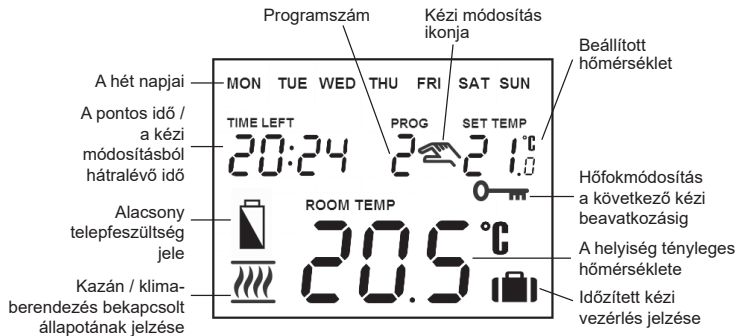 Programszám
Kézi módosítás
ikonja
Beállított
hőmérséklet
A hét napjai
MON TUE WED THU FRI SAT SUN
A pontos idő /
a kézi
módosításból
hátralévő idő
TIME LEFT
20:24
PROG
2
SET TEMP
21.0 °C
Hőfokmódosítás
a következő kézi
beavatkozásig
Alacsony
telepfeszültség
jele
ROOM TEMP
20.5 °C
A helyiség tényleges
hőmérséklete
Kazán / klíma-
berendezés bekapcsolt
állapotának jelzése
Időzített kézi
vezérlés jelzése